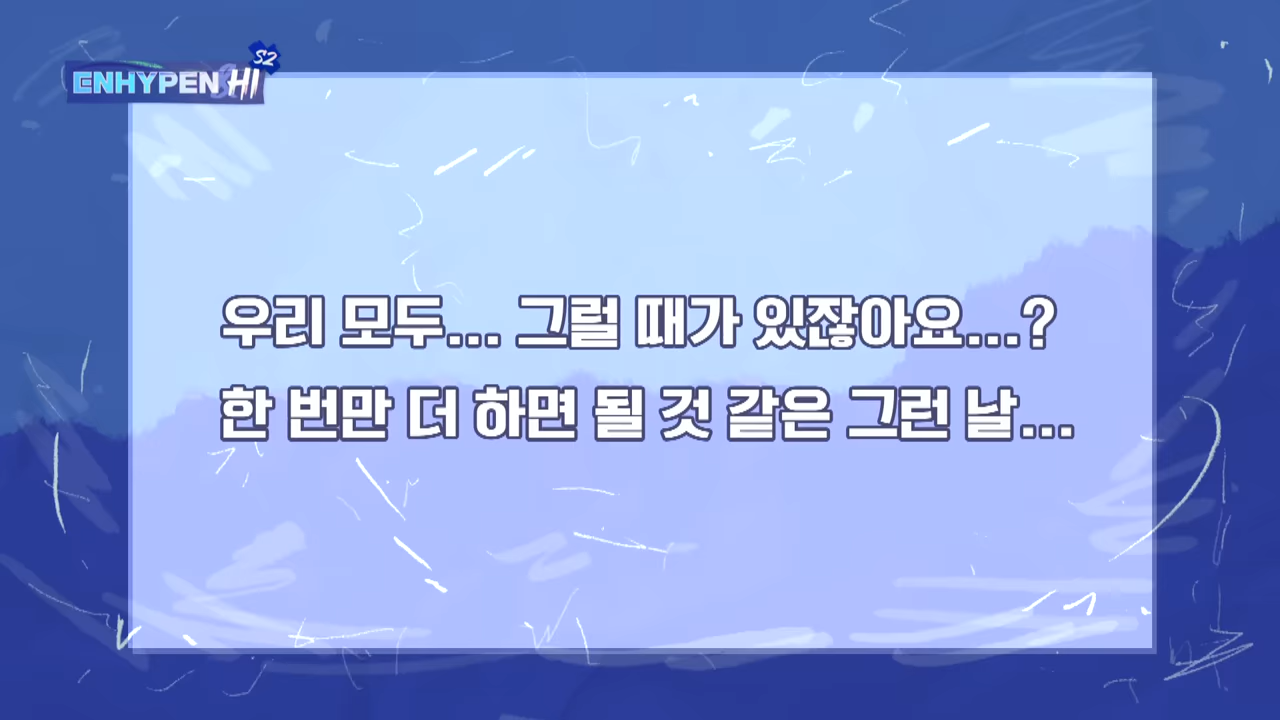 ENHYPEN&Hi S2
우리 모두... 그럴 때가 있잖아요...?
한 번만 더 하면 될 것 같은 그런 날...